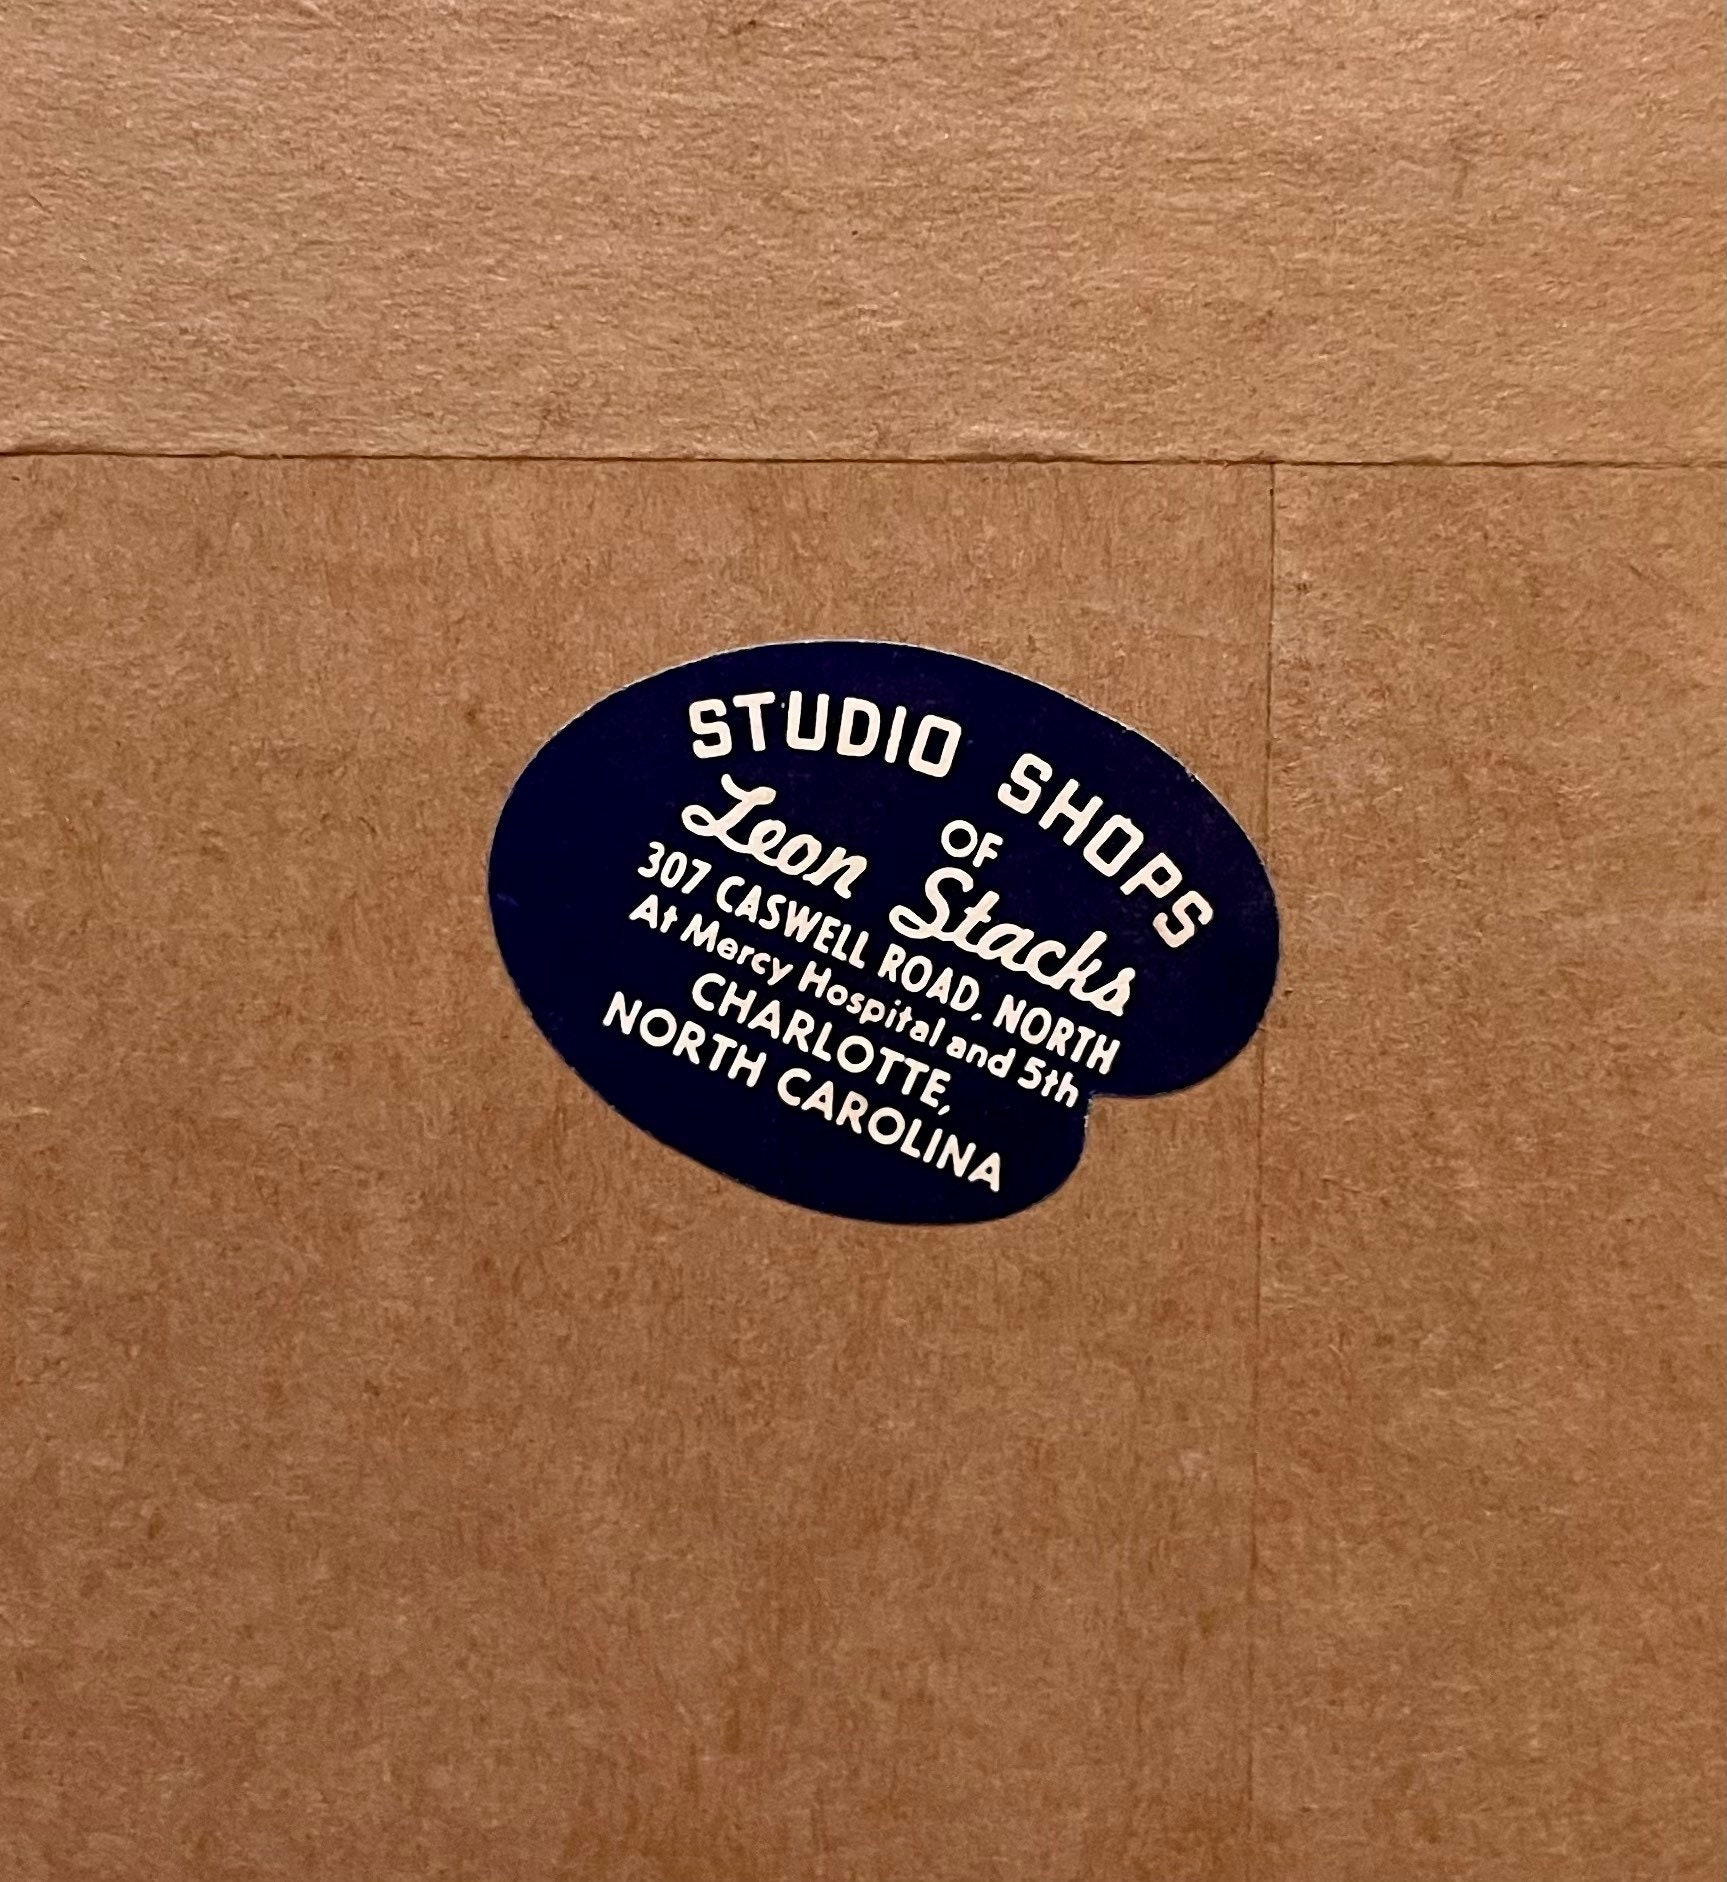 STUDIO SHOPS
OF
Leon Stacks
307 CASWELL ROAD, NORTH
At Mercy Hospital and 5th
CHARLOTTE,
NORTH CAROLINA